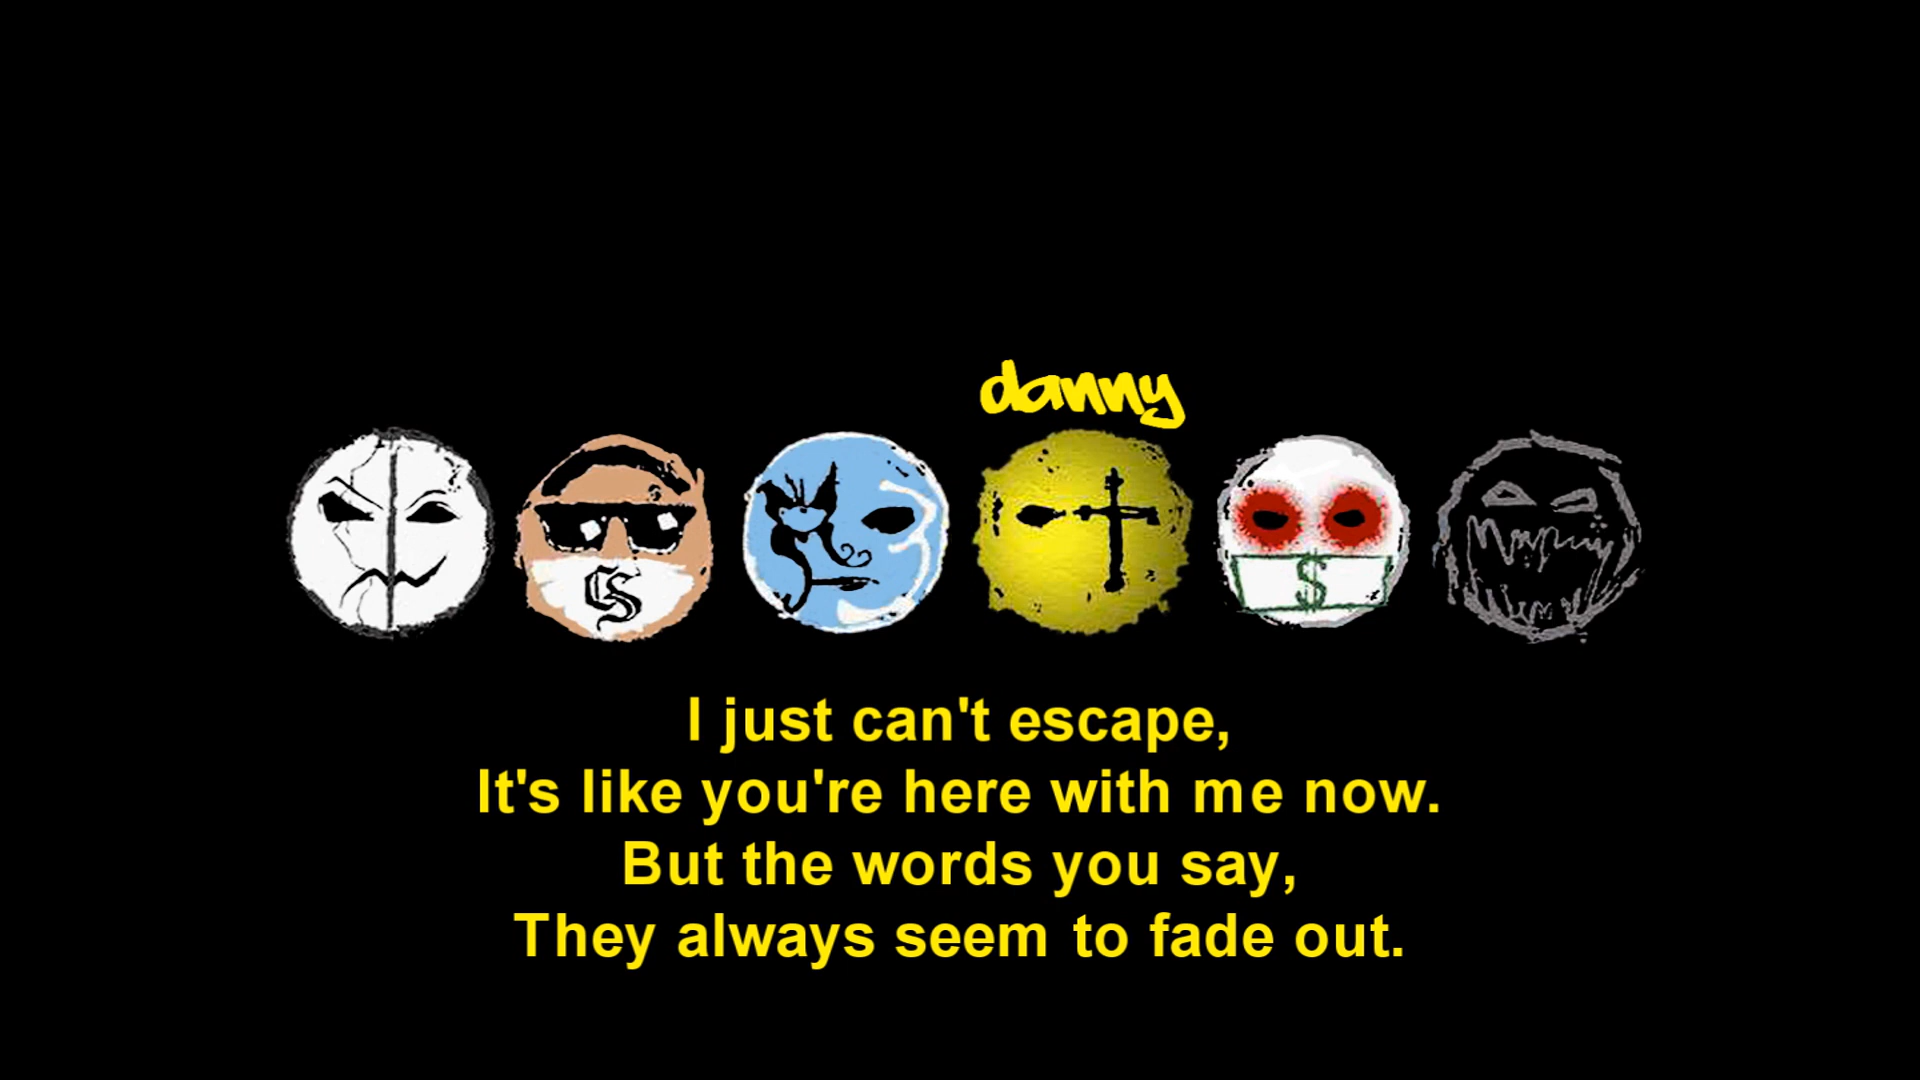 danny
$
I just can't escape,
It's like you're here with me now.
But the words you say,
They always seem to fade out.